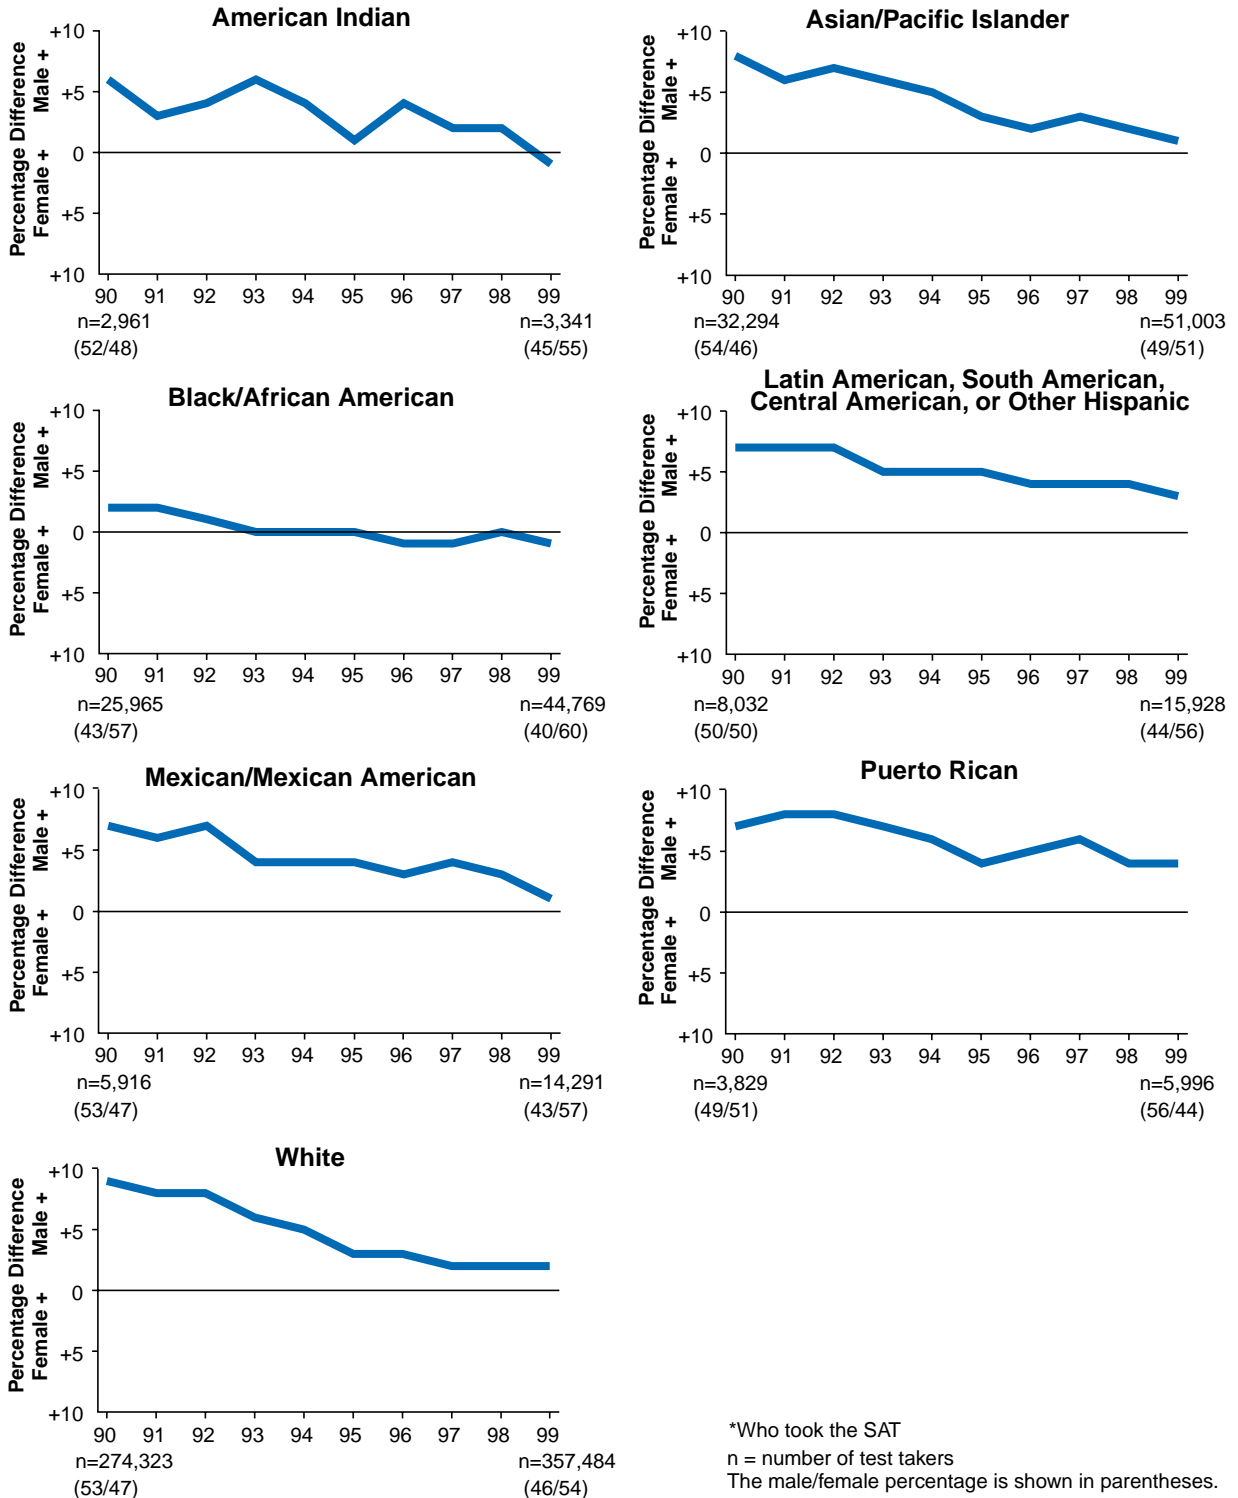 American Indian
Percentage Difference
Female + Male +
+10
+5
0
+5
+10
90 91 92 93 94 95 96 97 98 99
n=2,961 n=3,341
(52/48) (45/55)
Asian/Pacific Islander
Percentage Difference
Female + Male +
+10
+5
0
+5
+10
90 91 92 93 94 95 96 97 98 99
n=32,294 n=51,003
(54/46) (49/51)
Black/African American
Percentage Difference
Female + Male +
+10
+5
0
+5
+10
90 91 92 93 94 95 96 97 98 99
n=25,965 n=44,769
(43/57) (40/60)
Latin American, South American,
Central American, or Other Hispanic
Percentage Difference
Female + Male +
+10
+5
0
+5
+10
90 91 92 93 94 95 96 97 98 99
n=8,032 n=15,928
(50/50) (44/56)
Mexican/Mexican American
Percentage Difference
Female + Male +
+10
+5
0
+5
+10
90 91 92 93 94 95 96 97 98 99
n=5,916 n=14,291
(53/47) (43/57)
Puerto Rican
Percentage Difference
Female + Male +
+10
+5
0
+5
+10
90 91 92 93 94 95 96 97 98 99
n=3,829 n=5,996
(49/51) (56/44)
White
Percentage Difference
Female + Male +
+10
+5
0
+5
+10
90 91 92 93 94 95 96 97 98 99
n=274,323 n=357,484
(53/47) (46/54)
*Who took the SAT
n = number of test takers
The male/female percentage is shown in parentheses.